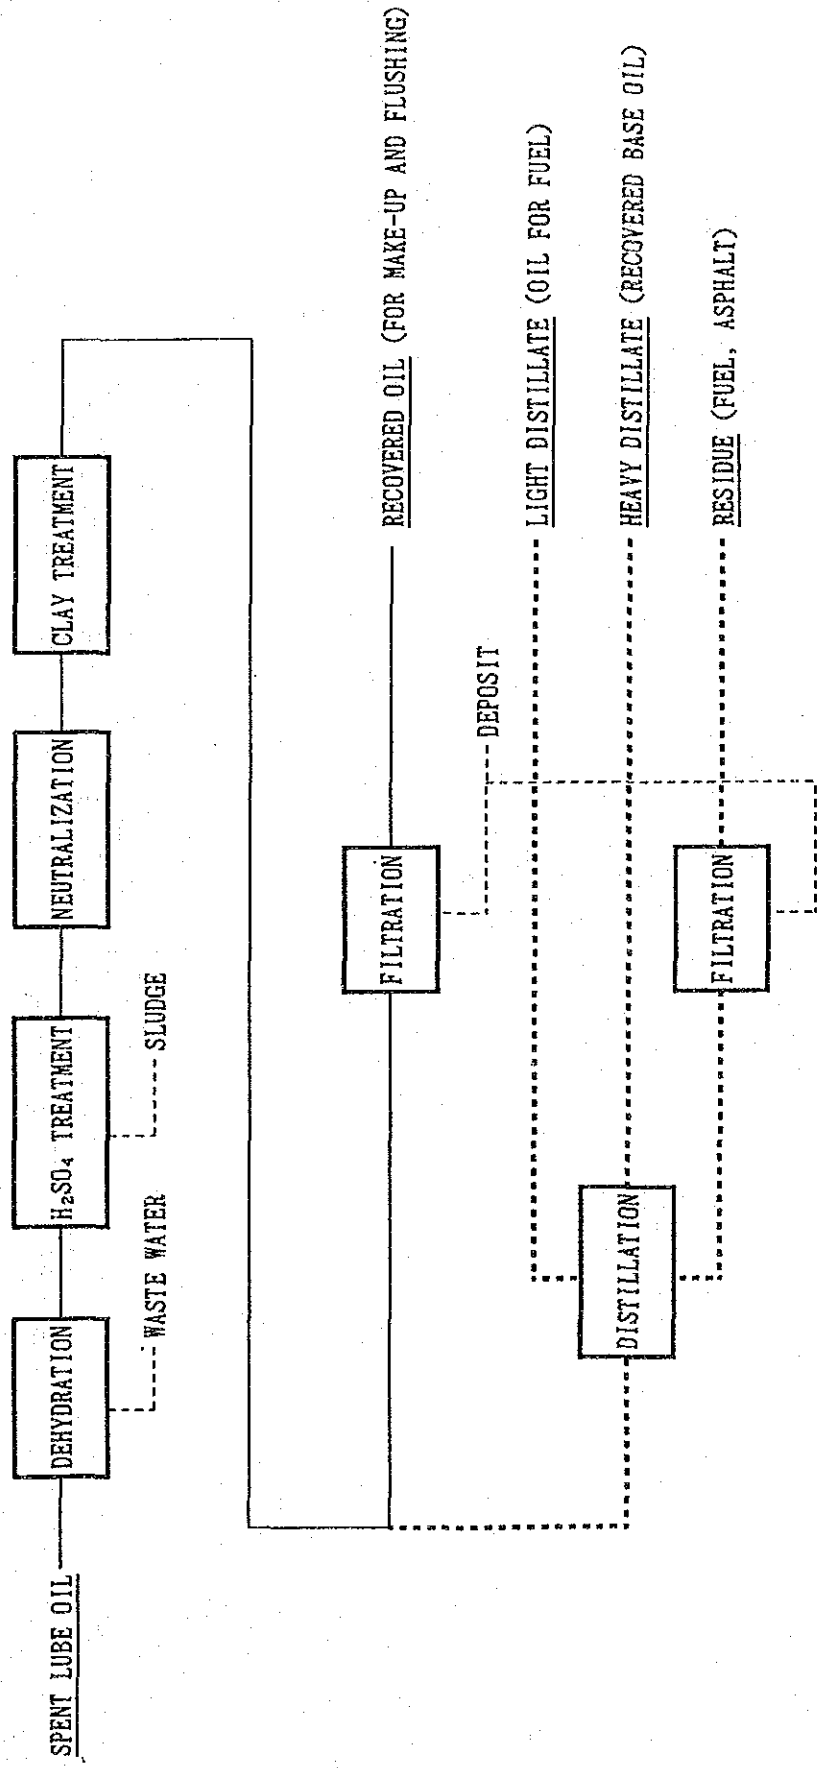 SPENT LUBE OIL
DEHYDRATION
H₂SO₄ TREATMENT
NEUTRALIZATION
CLAY TREATMENT
WASTE WATER
SLUDGE
FILTRATION
RECOVERED OIL (FOR MAKE-UP AND FLUSHING)
DEPOSIT
LIGHT DISTILLATE (OIL FOR FUEL)
DISTILLATION
HEAVY DISTILLATE (RECOVERED BASE OIL)
FILTRATION
RESIDUE (FUEL, ASPHALT)